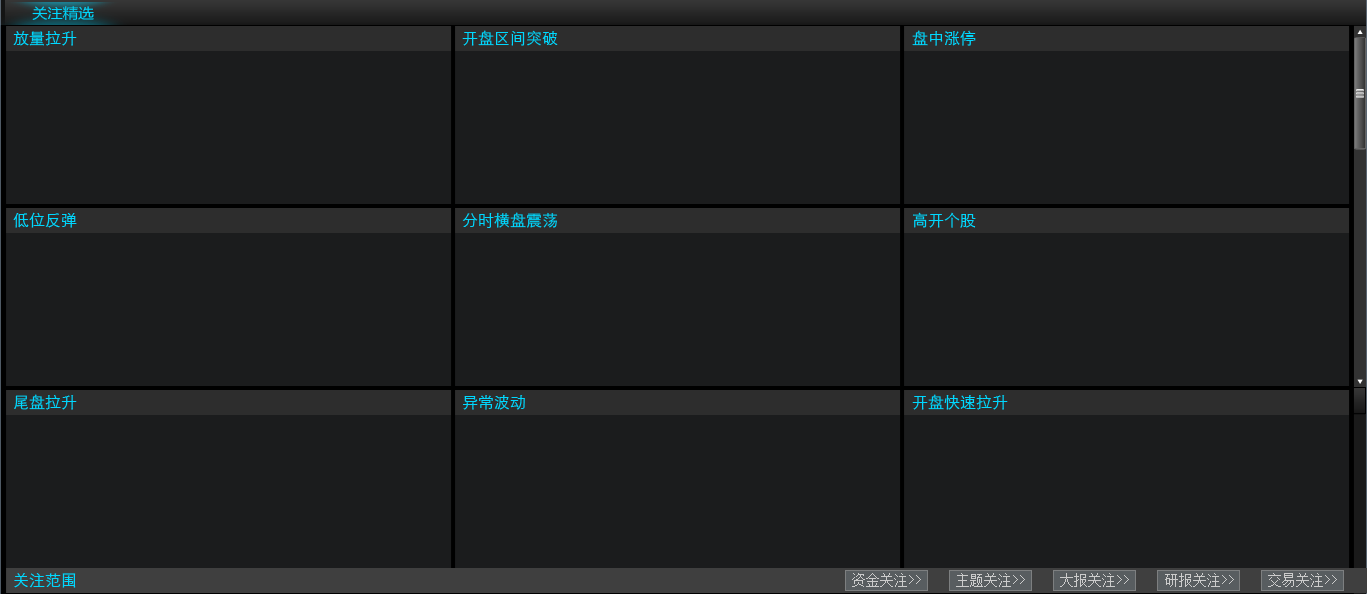 关注精选
放量拉升
开盘区间突破
盘中涨停
低位反弹
分时横盘震荡
高开个股
尾盘拉升
异常波动
开盘快速拉升
关注范围
资金关注>>
主题关注>>
大报关注>>
研报关注>>
交易关注>>